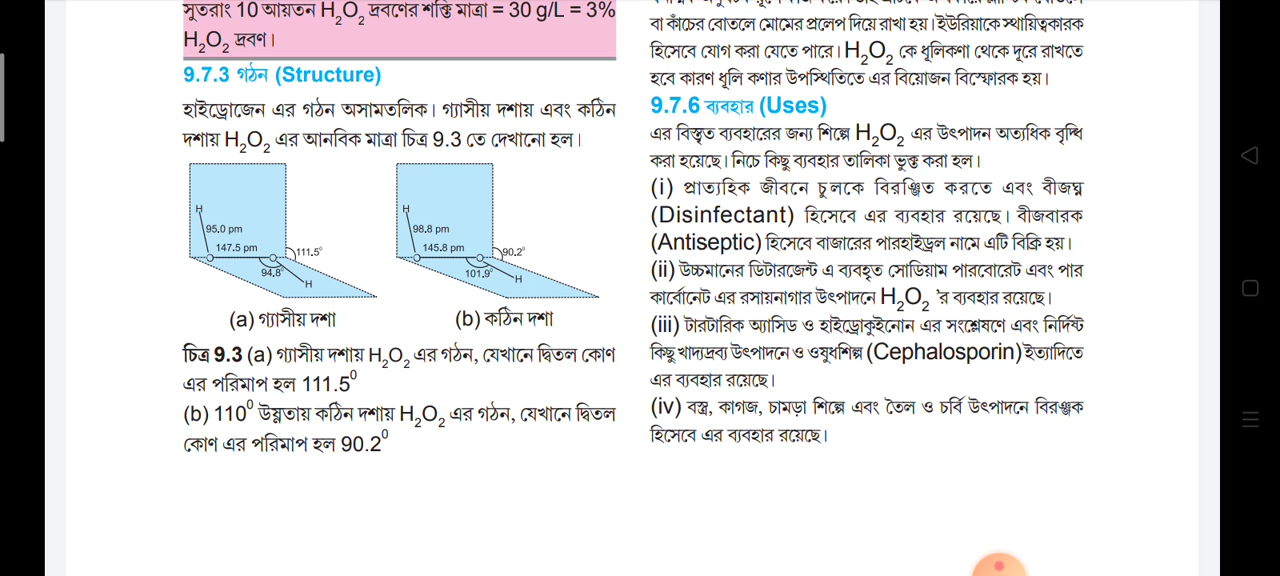 সুতরাং 10 আয়তন H₂O₂ দ্রবণের শক্তি মাত্রা = 30 g/L = 3%
H₂O₂ দ্রবণ।
9.7.3 গঠন (Structure)
হাইড্রোজেন এর গঠন অসামতলিক। গ্যাসীয় দশায় এবং কঠিন
দশায় H₂O₂ এর আনবিক মাত্রা চিত্র 9.3 তে দেখানো হল।
H
95.0 pm
147.5 pm
111.5°
94.8°
H
(a) গ্যাসীয় দশা
H
98.8 pm
145.8 pm
90.2°
101.9°
H
(b) কঠিন দশা
চিত্র 9.3 (a) গ্যাসীয় দশায় H₂O₂ এর গঠন, যেখানে দ্বিতল কোণ
এর পরিমাপ হল 111.5⁰
(b) 110⁰ উষ্ণতায় কঠিন দশায় H₂O₂ এর গঠন, যেখানে দ্বিতল
কোণ এর পরিমাপ হল 90.2⁰
বা কাঁচের বোতলে মোমের প্রলেপ দিয়ে রাখা হয়। ইউরিয়াকে স্থায়িত্বকারক
হিসেবে যোগ করা যেতে পারে। H₂O₂ কে ধূলিকণা থেকে দূরে রাখতে
হবে কারণ ধূলি কণার উপস্থিতিতে এর বিয়োজন বিস্ফোরক হয়।
9.7.6 ব্যবহার (Uses)
এর বিস্তৃত ব্যবহারের জন্য শিল্পে H₂O₂ এর উৎপাদন অত্যধিক বৃদ্ধি
করা হয়েছে। নিচে কিছু ব্যবহার তালিকা ভুক্ত করা হল।
(i) প্রাত্যহিক জীবনে চুলকে বিরঞ্জিত করতে এবং বীজঘ্ন
(Disinfectant) হিসেবে এর ব্যবহার রয়েছে। বীজবারক
(Antiseptic) হিসেবে বাজারের পারহাইড্রল নামে এটি বিক্রি হয়।
(ii) উচ্চমানের ডিটারজেন্ট এ ব্যবহৃত সোডিয়াম পারবোরেট এবং পার
কার্বোনেট এর রসায়নাগার উৎপাদনে H₂O₂ 'র ব্যবহার রয়েছে।
(iii) টারটারিক অ্যাসিড ও হাইড্রোকুইনোন এর সংশ্লেষণে এবং নির্দিষ্ট
কিছু খাদ্যদ্রব্য উৎপাদনে ও ওষুধশিল্প (Cephalosporin) ইত্যাদিতে
এর ব্যবহার রয়েছে।
(iv) বস্ত্র, কাগজ, চামড়া শিল্পে এবং তৈল ও চর্বি উৎপাদনে বিরঞ্জক
হিসেবে এর ব্যবহার রয়েছে।